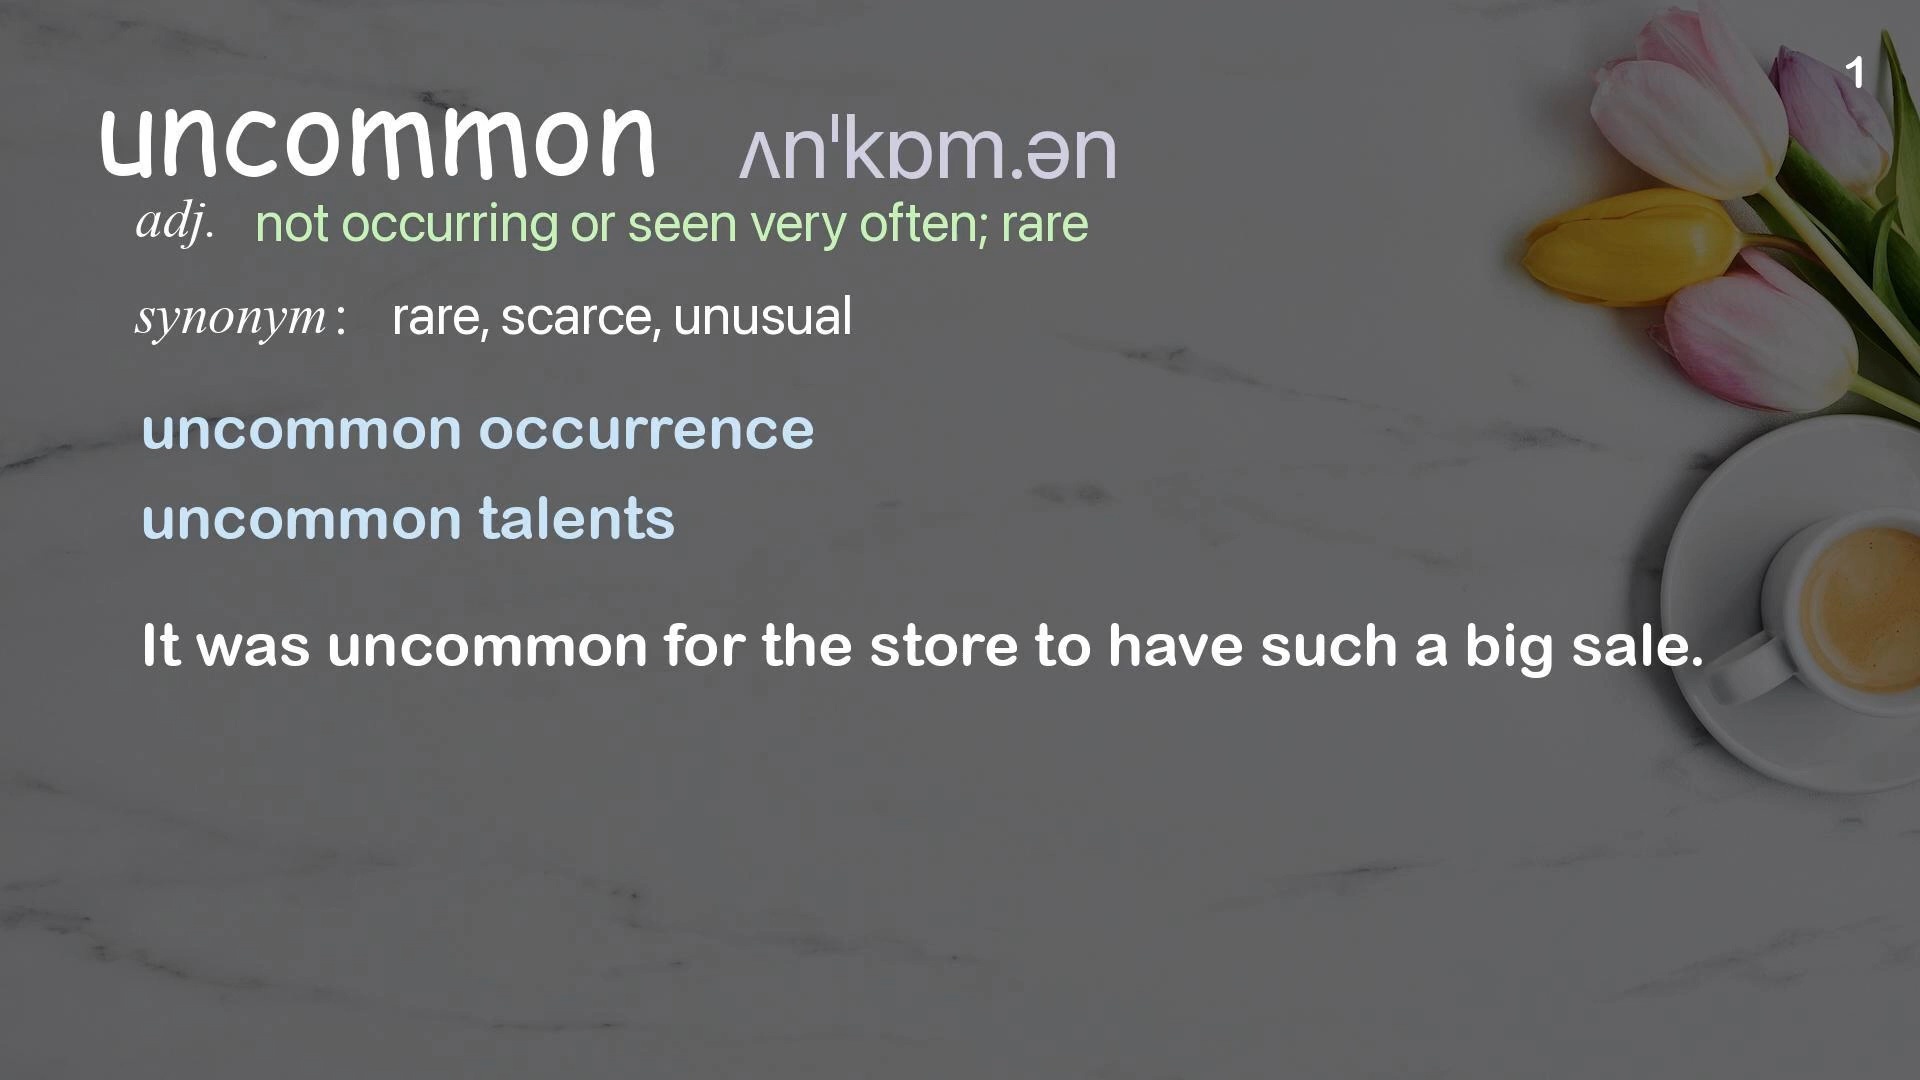 1
uncommon ʌnˈkɒm.ən
adj. not occurring or seen very often; rare
synonym: rare, scarce, unusual
uncommon occurrence
uncommon talents
It was uncommon for the store to have such a big sale.